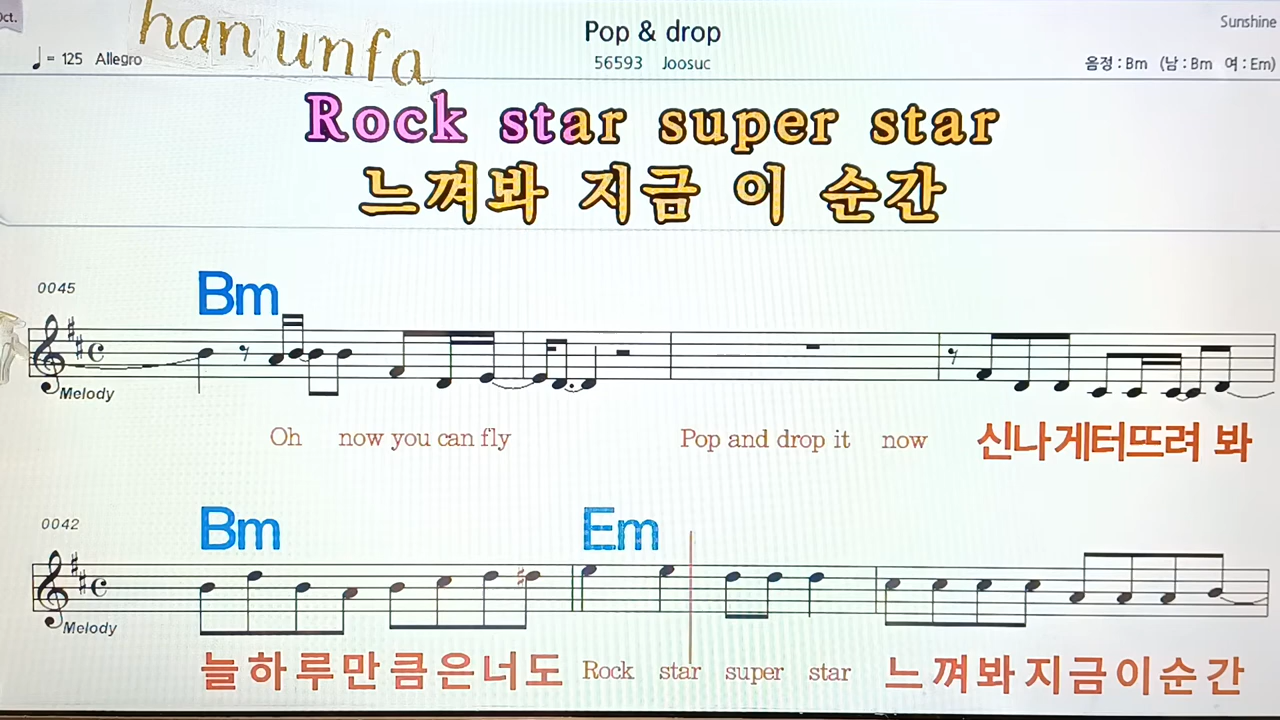 Oct.
han unfa
Pop & drop
Sunshine
♩= 125 Allegro
56593 Joosuc
음정 : Bm (남 : Bm 여 : Em)
Rock star super star
느껴봐 지금 이 순간
0045
Bm
Melody
Oh now you can fly Pop and drop it now 신나게터뜨려 봐
0042
Bm Em
Melody
늘하루만큼은너도 Rock star super star 느껴봐지금이순간